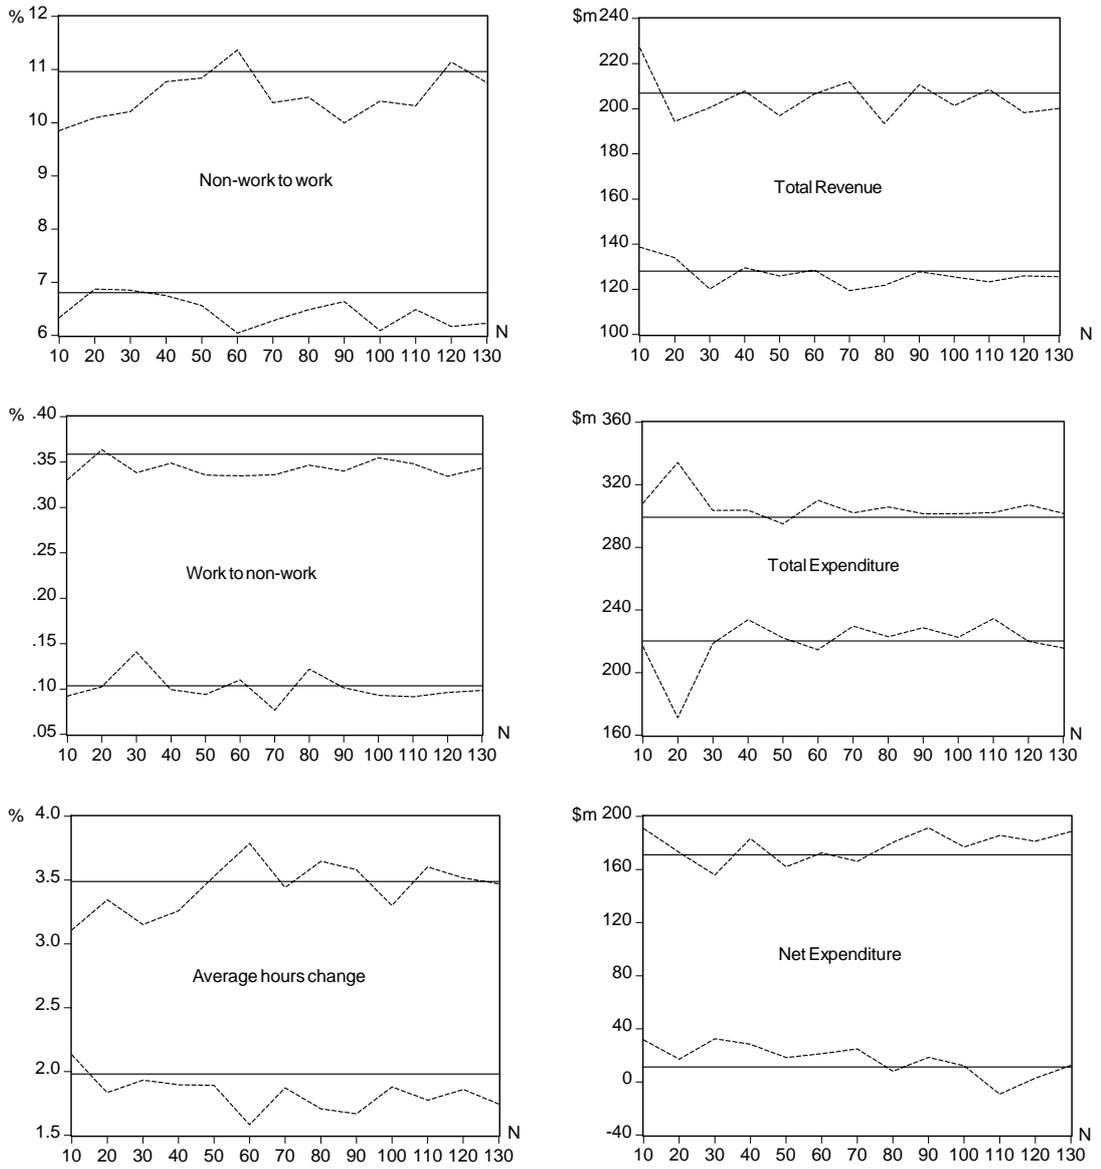 %
12
11
10
9
8
7
6
Non-work to work
N
10 20 30 40 50 60 70 80 90 100 110 120 130
$m
240
220
200
180
160
140
120
100
Total Revenue
N
10 20 30 40 50 60 70 80 90 100 110 120 130
%
.40
.35
.30
.25
.20
.15
.10
.05
Work to non-work
N
10 20 30 40 50 60 70 80 90 100 110 120 130
$m
360
320
280
240
200
160
Total Expenditure
N
10 20 30 40 50 60 70 80 90 100 110 120 130
%
4.0
3.5
3.0
2.5
2.0
1.5
Average hours change
N
10 20 30 40 50 60 70 80 90 100 110 120 130
$m
200
160
120
80
40
0
-40
Net Expenditure
N
10 20 30 40 50 60 70 80 90 100 110 120 130